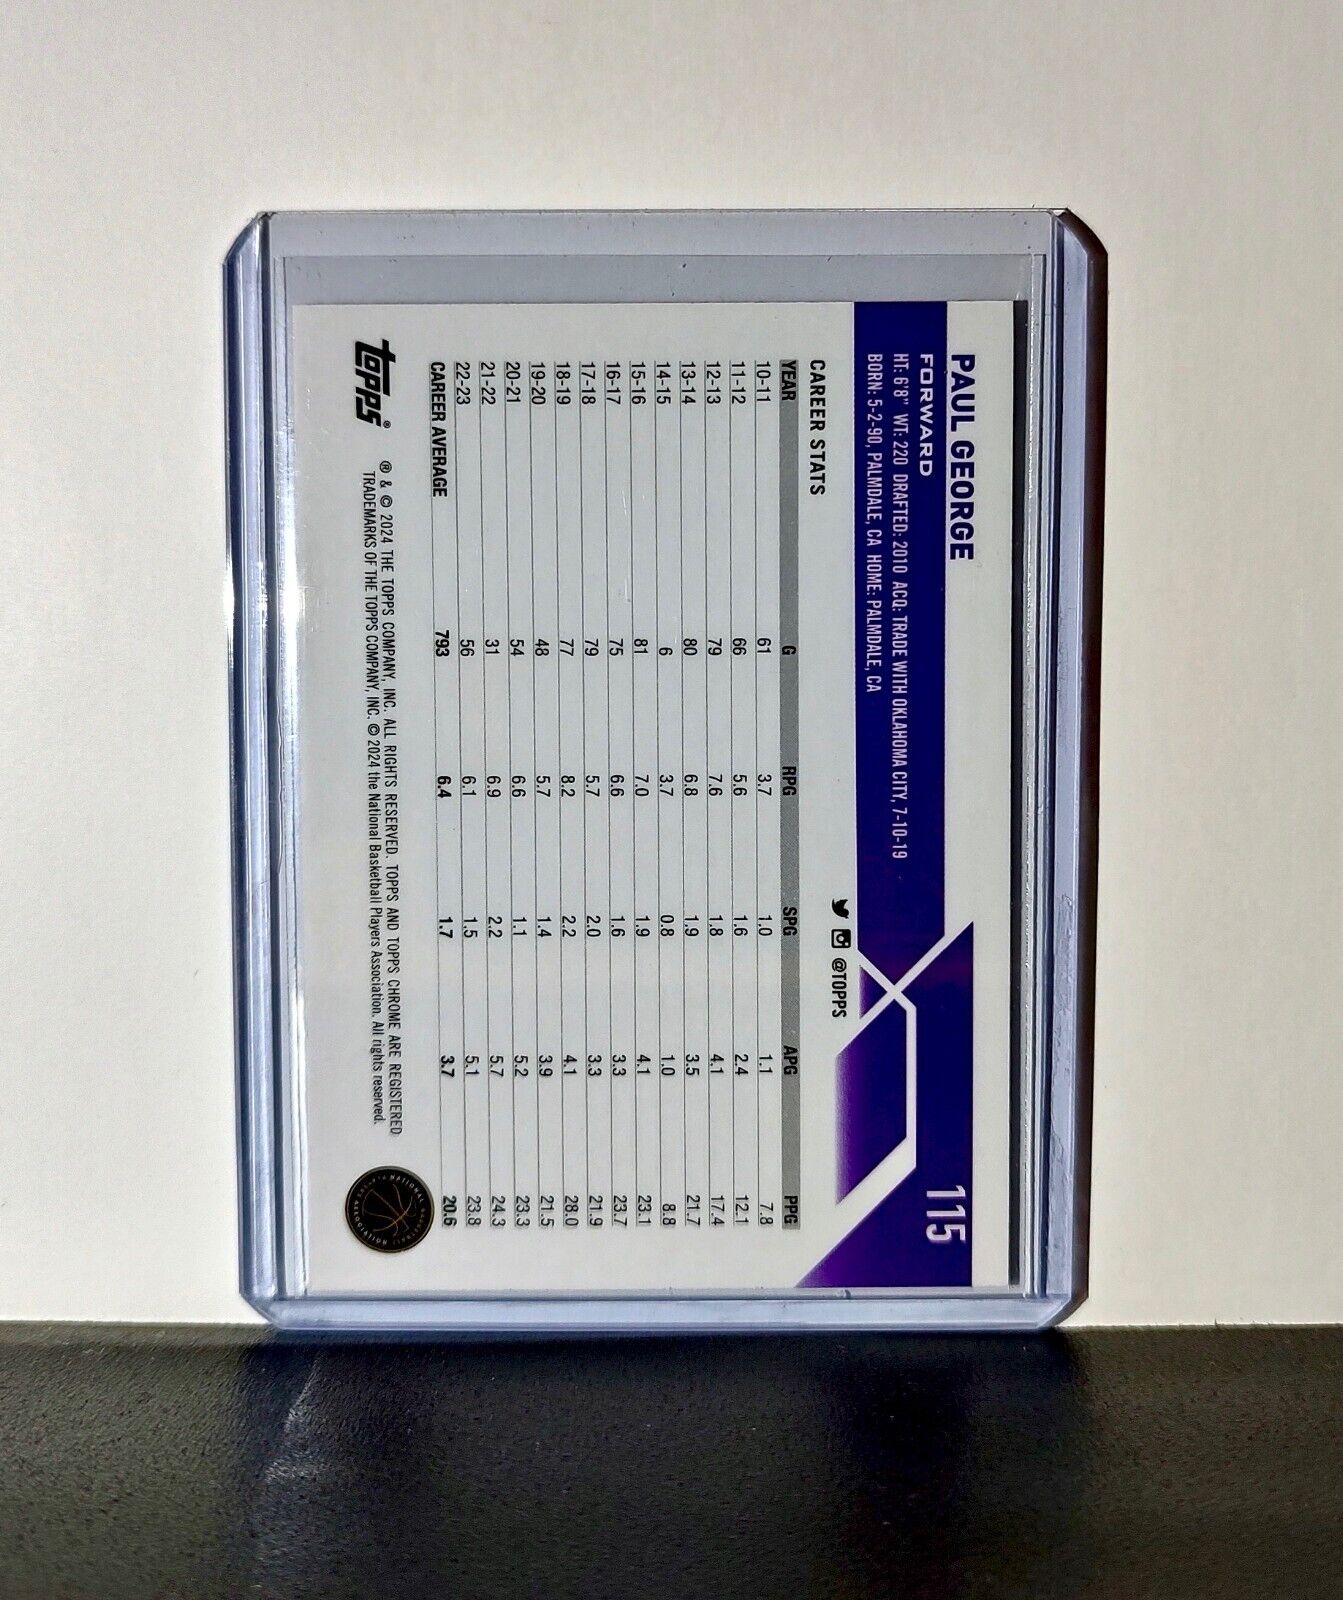 PAUL GEORGE
115
FORWARD
HT: 6'8" WT: 220 DRAFTED: 2010 ACQ: TRADE WITH OKLAHOMA CITY, 7-10-19
BORN: 5-2-90, PALMDALE, CA HOME: PALMDALE, CA
@TOPPS
CAREER STATS
YEAR G RPG SPG APG PPG
10-11 61 3.7 1.0 1.1 7.8
11-12 66 5.6 1.6 2.4 12.1
12-13 79 7.6 1.8 4.1 17.4
13-14 80 6.8 1.9 3.5 21.7
14-15 6 3.7 0.8 1.0 8.8
15-16 81 7.0 1.9 4.1 23.1
16-17 75 6.6 1.6 3.3 23.7
17-18 79 5.7 2.0 3.3 21.9
18-19 77 8.2 2.2 4.1 28.0
19-20 48 5.7 1.4 3.9 21.5
20-21 54 6.6 1.1 5.2 23.3
21-22 31 6.9 2.2 5.7 24.3
22-23 56 6.1 1.5 5.1 23.8
CAREER AVERAGE 793 6.4 1.7 3.7 20.6
topps®
® & © 2024 THE TOPPS COMPANY, INC. ALL RIGHTS RESERVED. TOPPS AND TOPPS CHROME ARE REGISTERED
TRADEMARKS OF THE TOPPS COMPANY, INC. © 2024 the National Basketball Players Association. All rights reserved.
NATIONAL BASKETBALL PLAYERS ASSOCIATION